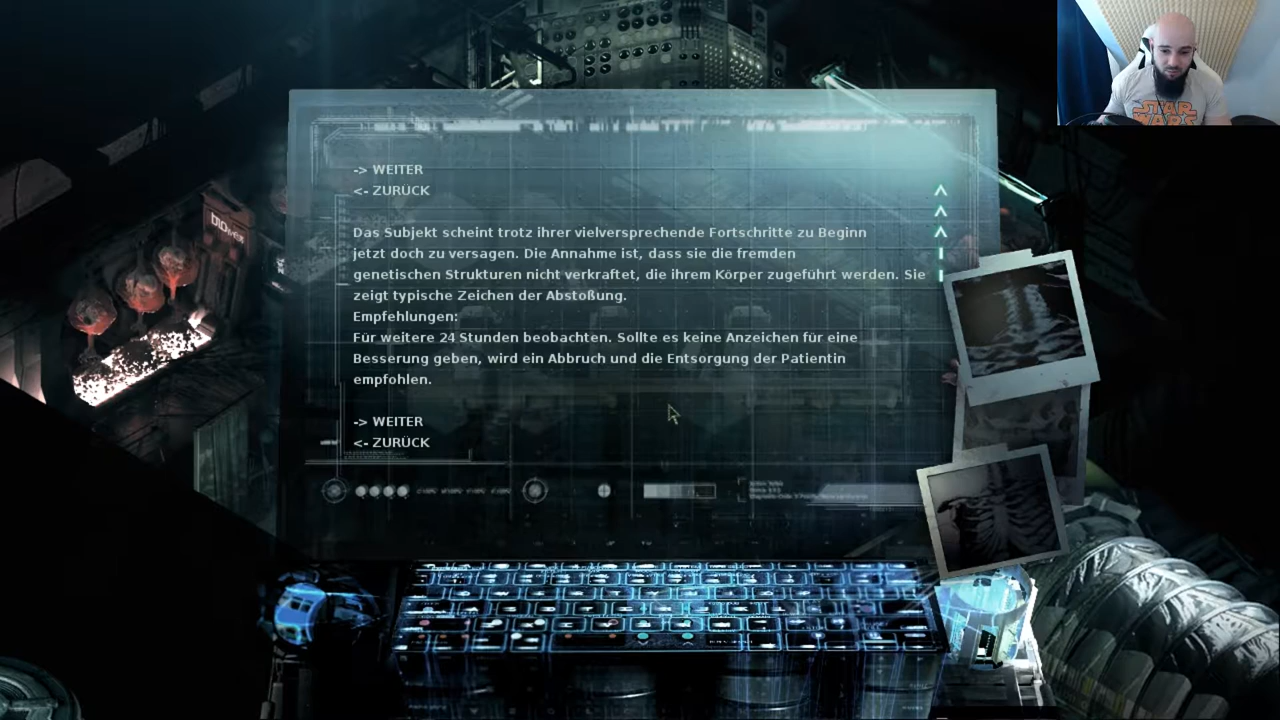 -> WEITER
<- ZURÜCK
Das Subjekt scheint trotz ihrer vielversprechende Fortschritte zu Beginn
jetzt doch zu versagen. Die Annahme ist, dass sie die fremden
genetischen Strukturen nicht verkraftet, die ihrem Körper zugeführt werden. Sie
zeigt typische Zeichen der Abstoßung.
Empfehlungen:
Für weitere 24 Stunden beobachten. Sollte es keine Anzeichen für eine
Besserung geben, wird ein Abbruch und die Entsorgung der Patientin
empfohlen.
-> WEITER
<- ZURÜCK
STAR
WARS